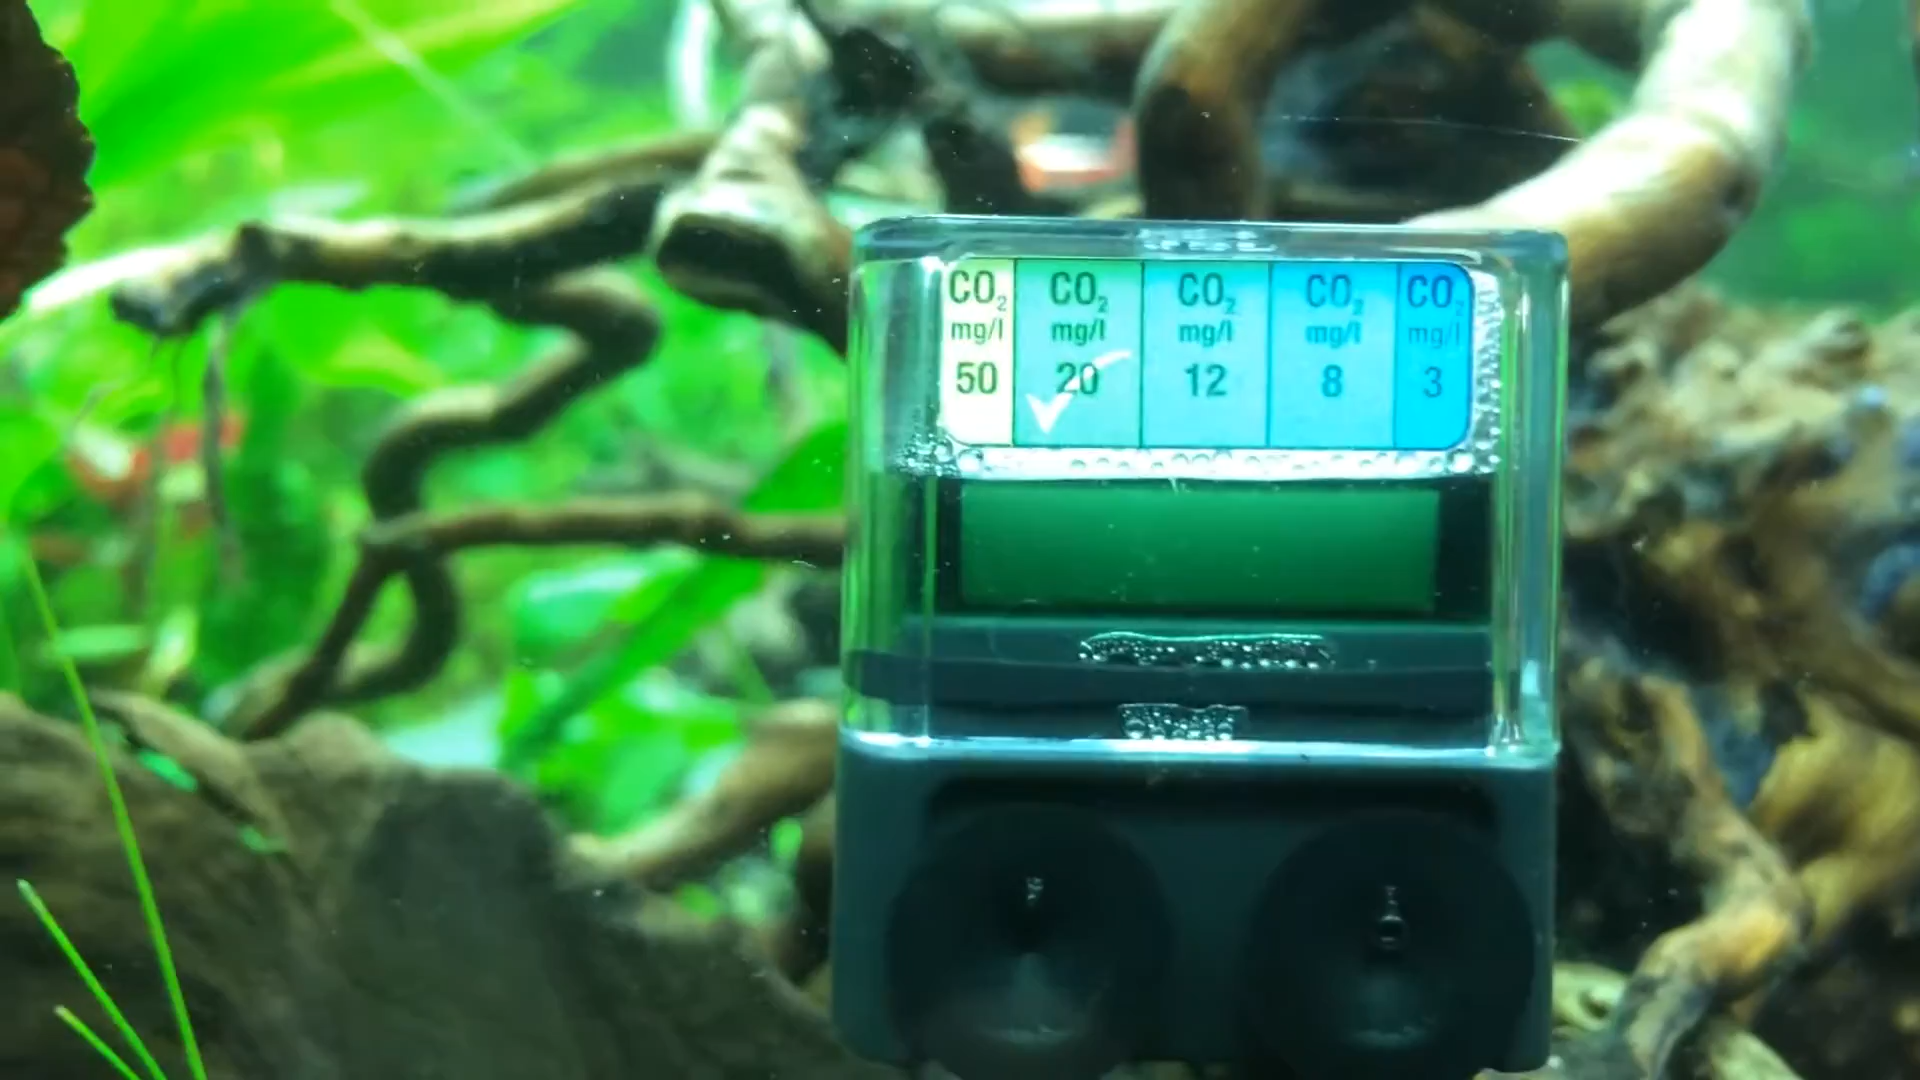 CO₂ CO₂ CO₂ CO₂ CO₂
mg/l mg/l mg/l mg/l mg/l
50 20 12 8 3